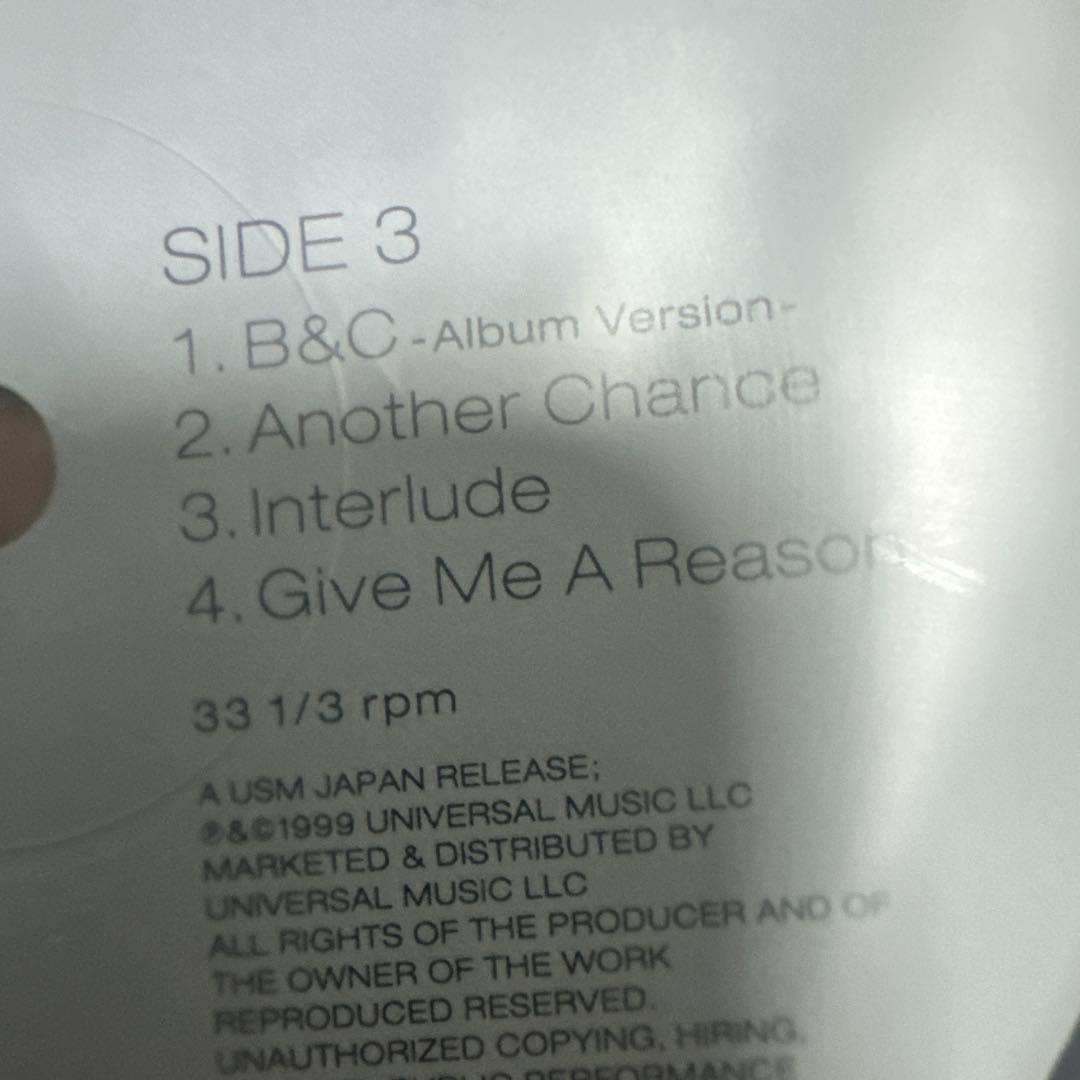 SIDE 3
1. B&C -Album Version-
2. Another Chance
3. Interlude
4. Give Me A Reason
33 1/3 rpm
A USM JAPAN RELEASE;
℗&©1999 UNIVERSAL MUSIC LLC
MARKETED & DISTRIBUTED BY
UNIVERSAL MUSIC LLC
ALL RIGHTS OF THE PRODUCER AND OF
THE OWNER OF THE WORK
REPRODUCED RESERVED.
UNAUTHORIZED COPYING, HIRING,
PUBLIC PERFORMANCE